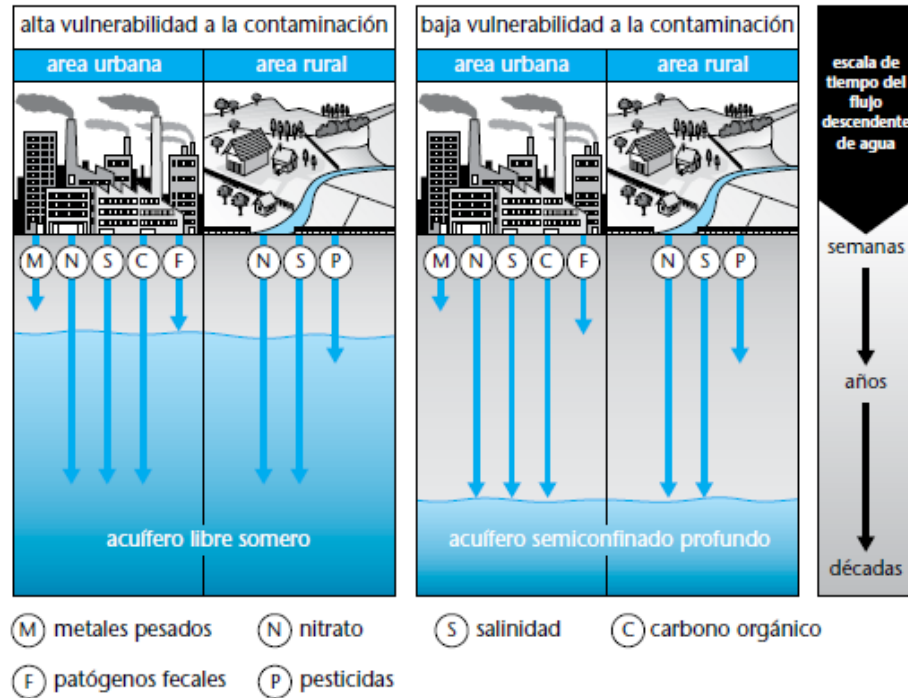 alta vulnerabilidad a la contaminación
area urbana
area rural
M N S C F
N S P
acuífero libre somero
baja vulnerabilidad a la contaminación
area urbana
area rural
M N S C F
N S P
acuífero semiconfinado profundo
escala de
tiempo del
flujo
descendente
de agua
semanas
años
décadas
M metales pesados
N nitrato
S salinidad
C carbono orgánico
F patógenos fecales
P pesticidas